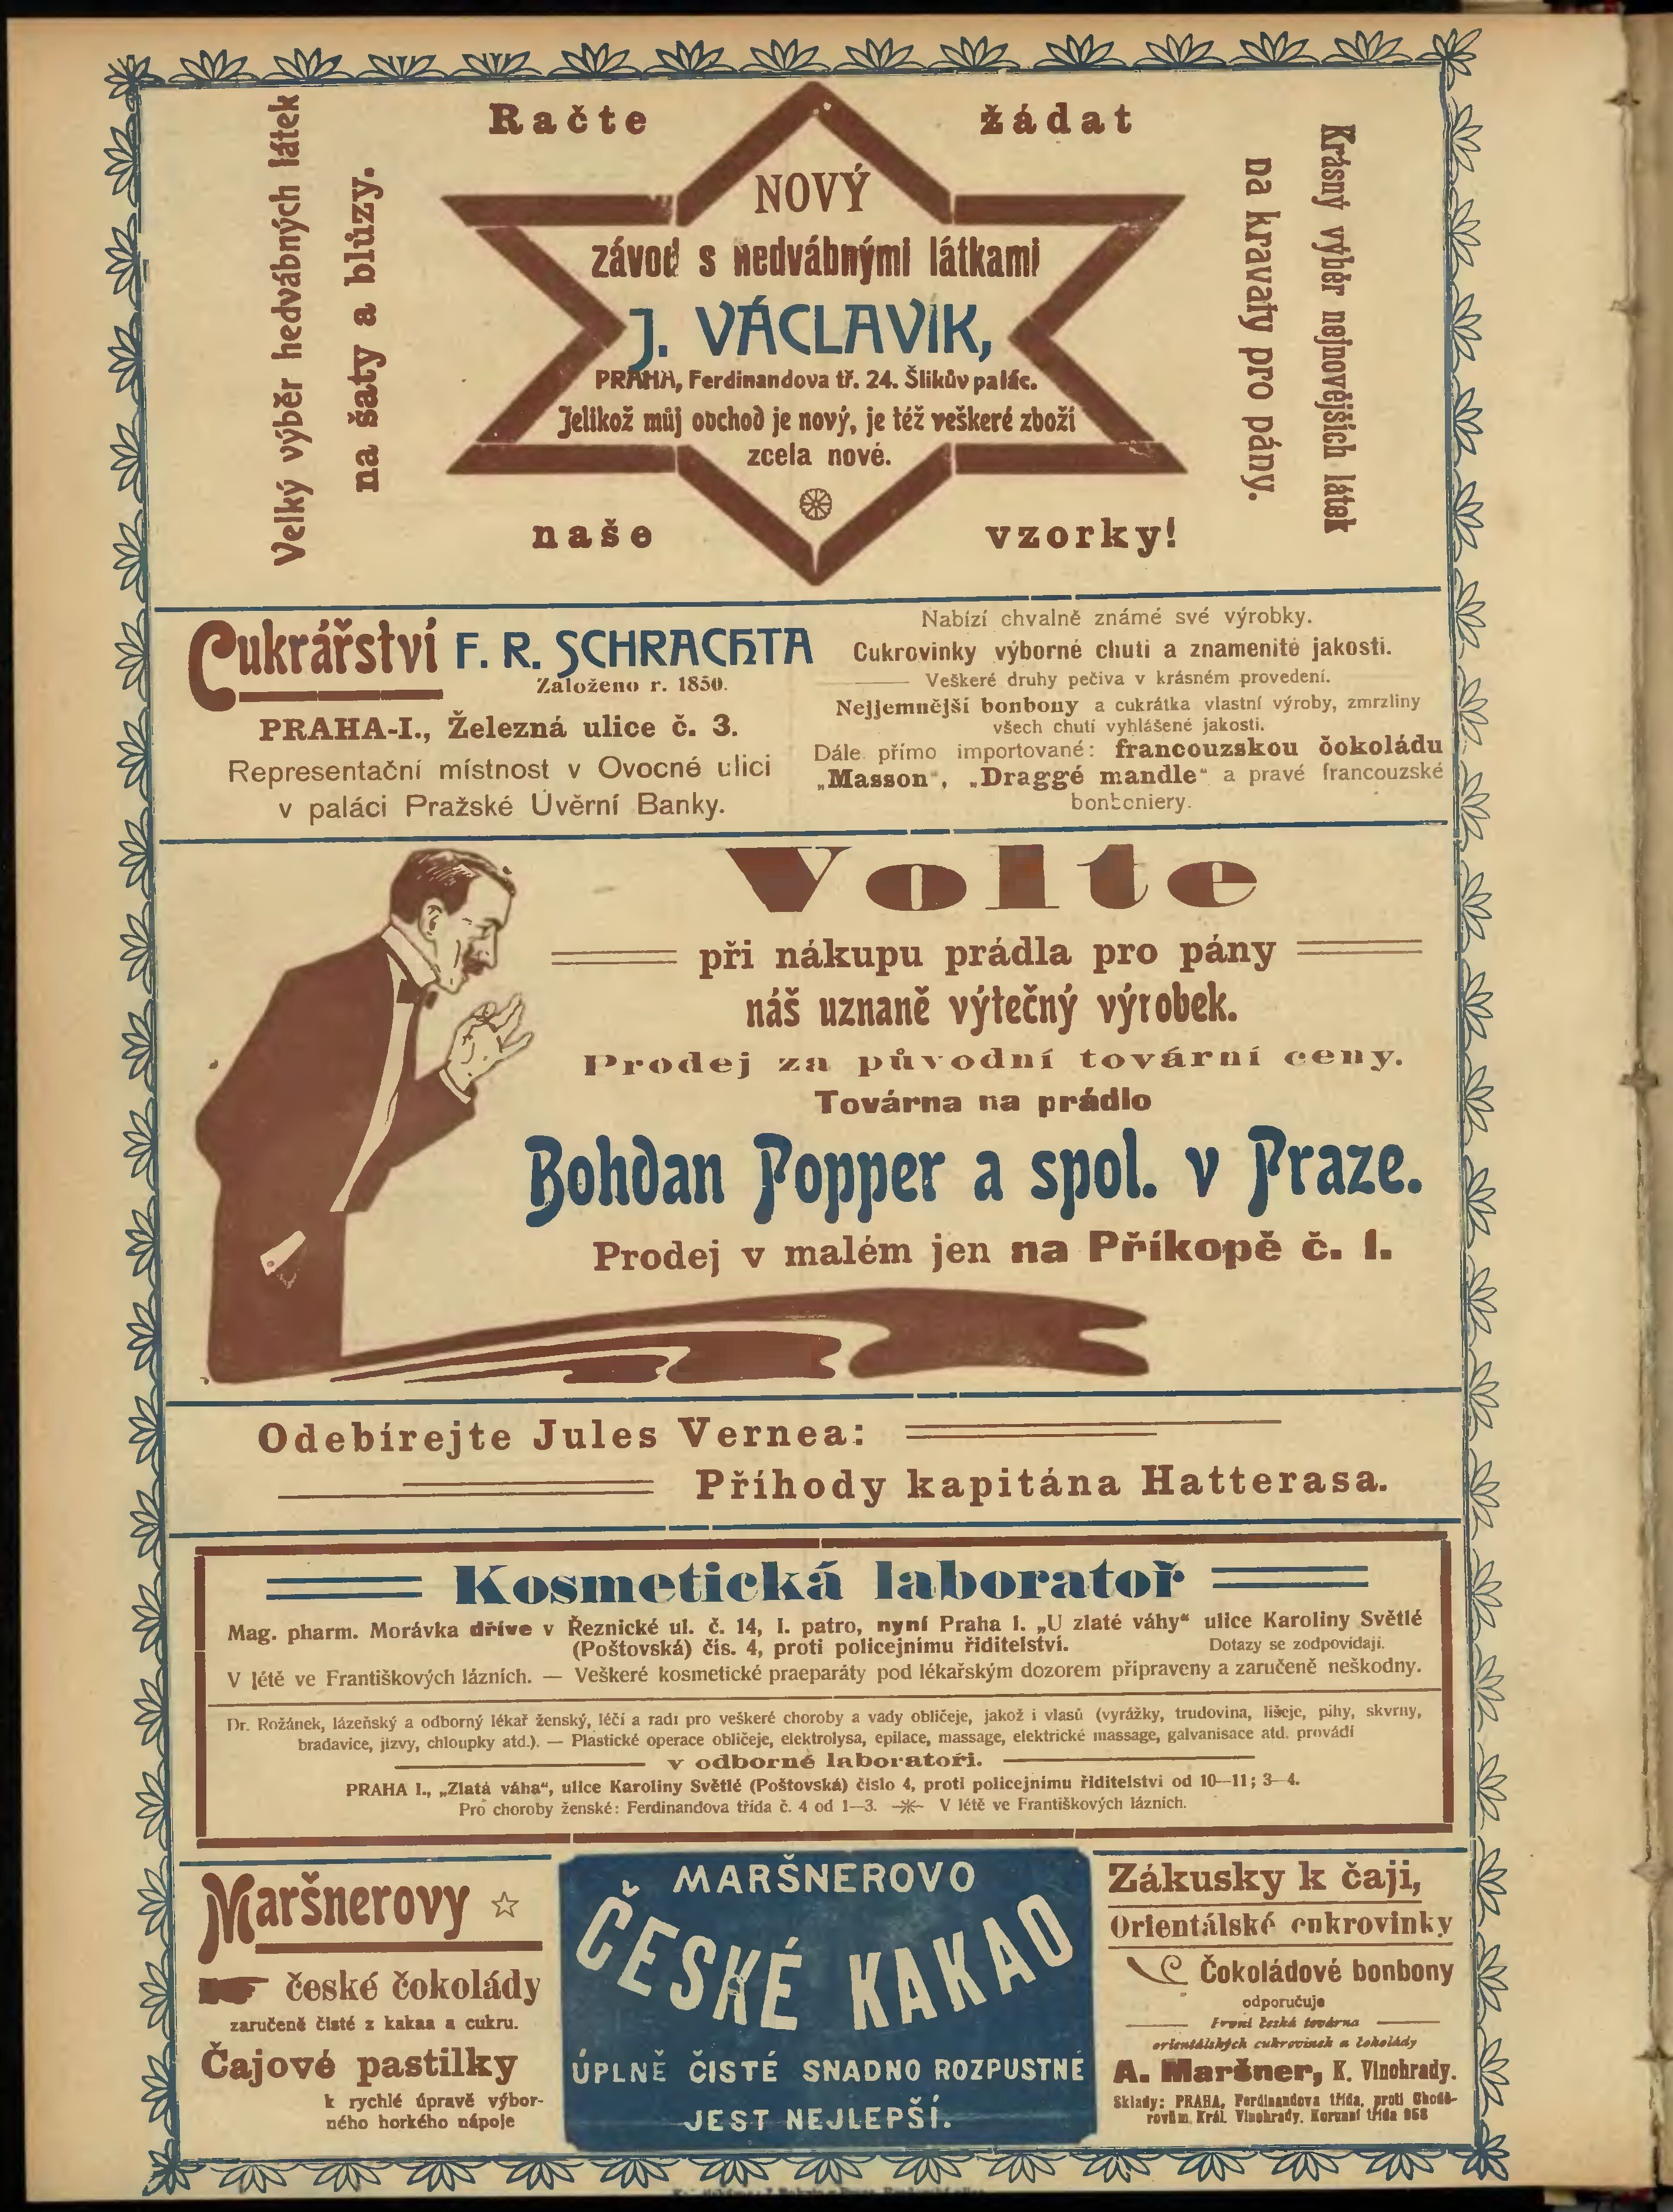 Račte žádat
Velký výběr hedvábných látek
na šaty a blůzy.
NOVÝ
závod s hedvábnými látkami
J. VÁCLAVÍK,
PRAHA, Ferdinandova tř. 24. Šlikův palác.
Jelikož můj obchod je nový, je též veškeré zboží
zcela nové.
Krásný výběr nejnovějších látek
na kravaty pro pány.
naše vzorky!
Cukrářství F. R. SCHRACHTA
Založeno r. 1850.
PRAHA-I., Železná ulice č. 3.
Representační místnost v Ovocné ulici
v paláci Pražské Úvěrní Banky.
Nabízí chvalně známé své výrobky.
Cukrovinky výborné chuti a znamenité jakosti.
Veškeré druhy pečiva v krásném provedení.
Nejjemnější bonbony a cukrátka vlastní výroby, zmrzliny
všech chutí vyhlášené jakosti.
Dále přímo importované: francouzskou čokoládu
„Masson“, „Draggé mandle“ a pravé francouzské
bonboniery.
Volte
při nákupu prádla pro pány
náš uznaně výtečný výrobek.
Prodej za původní tovární ceny.
Továrna na prádlo
Bohdan Popper a spol. v Praze.
Prodej v malém jen na Příkopě č. 1.
Odebírejte Jules Vernea:
Příhody kapitána Hatterasa.
Kosmetická laboratoř
Mag. pharm. Morávka dříve v Řeznické ul. č. 14, I. patro, nyní Praha I. „U zlaté váhy“ ulice Karoliny Světlé
(Poštovská) čís. 4, proti policejnímu řiditelství. Dotazy se zodpovídají.
V létě ve Františkových lázních. — Veškeré kosmetické praeparáty pod lékařským dozorem připraveny a zaručeně neškodny.
Dr. Rožánek, lázeňský a odborný lékař ženský, léčí a radí pro veškeré choroby a vady obličeje, jakož i vlasů (vyrážky, trudovina, lišeje, pihy, skvrny,
bradavice, jizvy, chloupky atd.). — Plastické operace obličeje, elektrolysa, epilace, massage, elektrické massage, galvanisace atd. provádí
v odborné laboratoři.
PRAHA I., „Zlatá váha“, ulice Karoliny Světlé (Poštovská) číslo 4, proti policejnímu řiditelství od 10—11; 3—4.
Pro choroby ženské: Ferdinandova třída č. 4 od 1—3. V létě ve Františkových lázních.
Maršnerovy
české čokolády
zaručeně čisté z kakaa a cukru.
Čajové pastilky
k rychlé úpravě výbor-
ného horkého nápoje
MARŠNEROVO
ČESKÉ KAKAO
ÚPLNĚ ČISTÉ SNADNO ROZPUSTNÉ
JEST NEJLEPŠÍ.
Zákusky k čaji,
Orientálské cukrovinky
Čokoládové bonbony
odporučuje
První česká továrna
orientálských cukrovinek a čokolády
A. Maršner, K. Vinohrady.
Sklady: PRAHA, Ferdinandova třída, proti Chodě-
rovům, Král. Vinohrady, Korunní třída 958